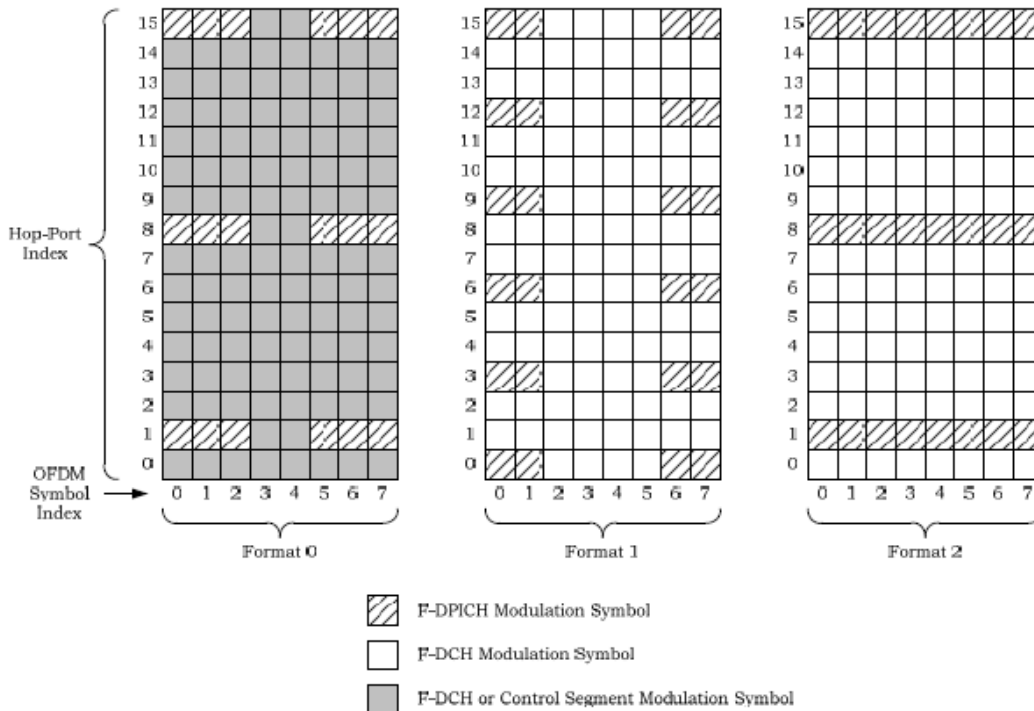 15 15 15
14 14 14
13 13 13
12 12 12
11 11 11
10 10 10
9 9 9
8 8 8
Hop-Port
Index
7 7 7
6 6 6
5 5 5
4 4 4
3 3 3
2 2 2
1 1 1
0 0 0
OFDM
Symbol
Index
0 1 2 3 4 5 6 7 0 1 2 3 4 5 6 7 0 1 2 3 4 5 6 7
Format 0 Format 1 Format 2
F-DPICH Modulation Symbol
F-DCH Modulation Symbol
F-DCH or Control Segment Modulation Symbol